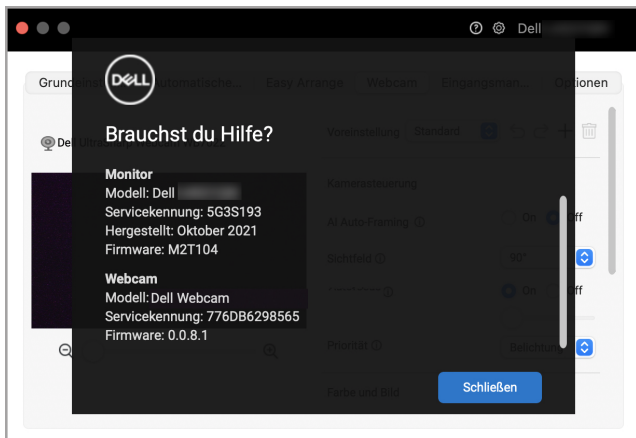 Dell
Grundeinst
utomatische...
Easy Arrange
Webcam
Eingangsman...
Optionen
DELL
Brauchst du Hilfe?
Monitor
Modell: Dell
Servicekennung: 5G3S193
Hergestellt: Oktober 2021
Firmware: M2T104
Webcam
Modell: Dell Webcam
Servicekennung: 776DB6298565
Firmware: 0.0.8.1
Schließen
Dell
Voreinstellung
Standard
Kamerasteuerung
AI Auto-Framing
On
Off
Sichtfeld
90°
On
Off
Priorität
Belichtung
Farbe und Bild